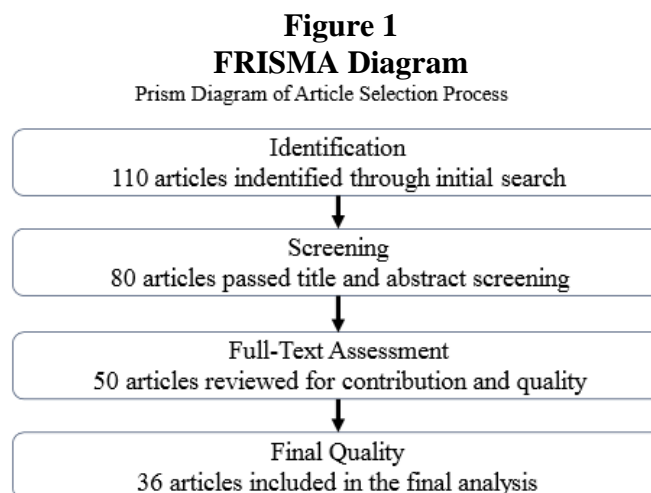 Figure 1
FRISMA Diagram
Prism Diagram of Article Selection Process
Identification
110 articles indentified through initial search
Screening
80 articles passed title and abstract screening
Full-Text Assessment
50 articles reviewed for contribution and quality
Final Quality
36 articles included in the final analysis